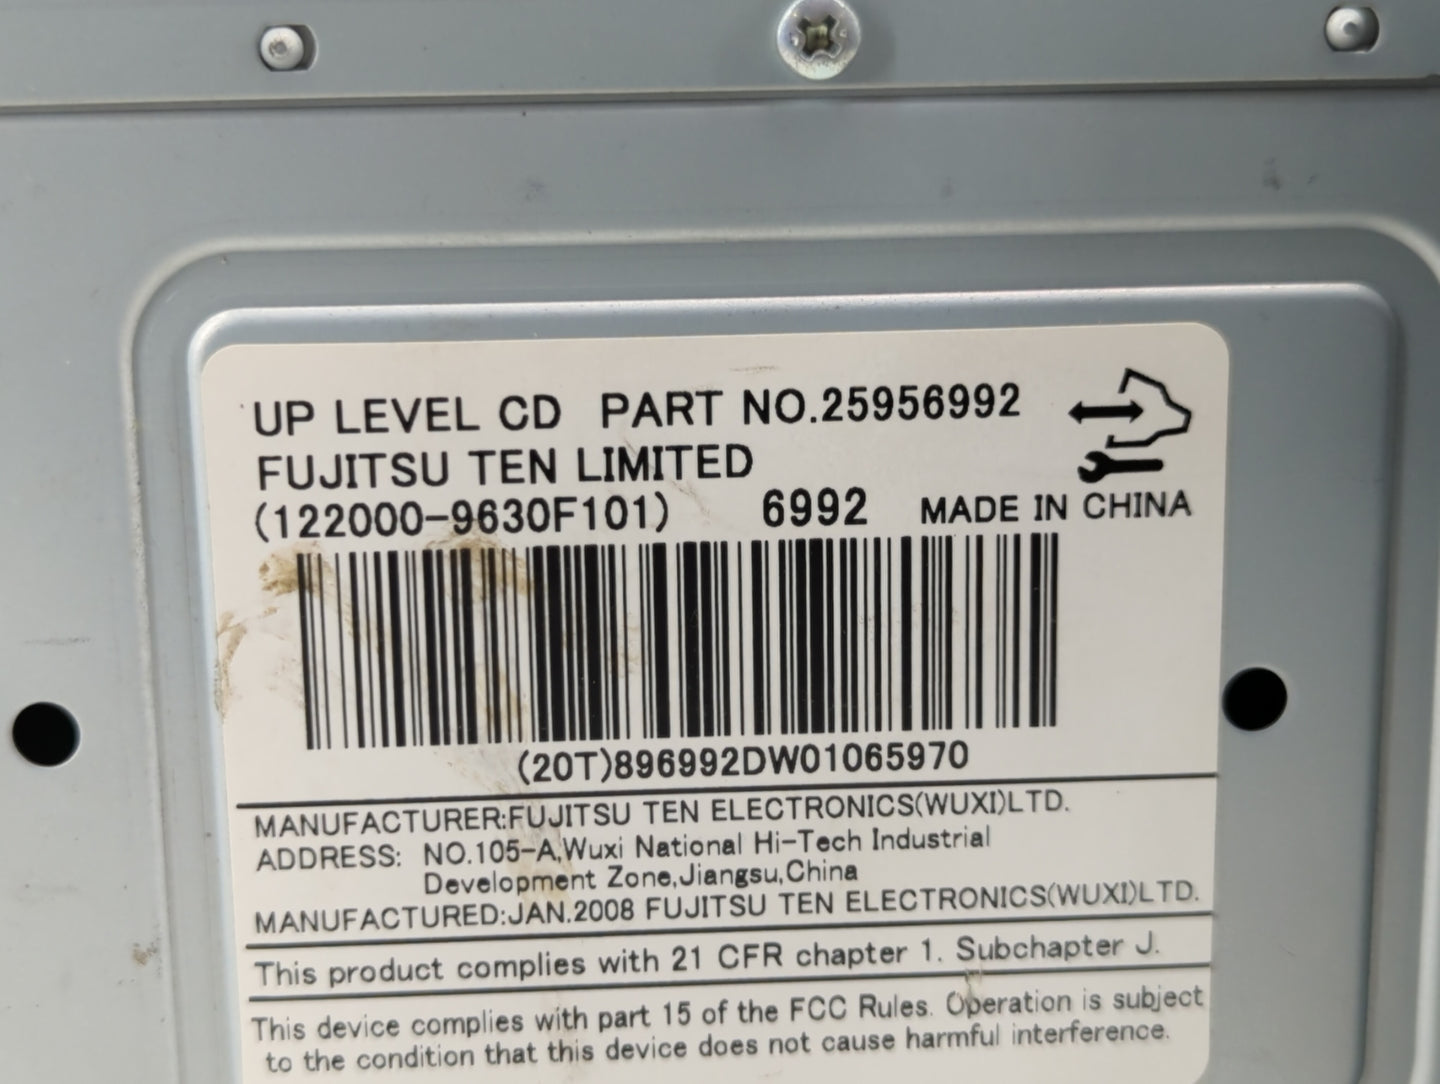 UP LEVEL CD PART NO.25956992
FUJITSU TEN LIMITED
(122000-9630F101) 6992 MADE IN CHINA
(20T)896992DW01065970
MANUFACTURER:FUJITSU TEN ELECTRONICS(WUXI)LTD.
ADDRESS: NO.105-A,Wuxi National Hi-Tech Industrial
Development Zone,Jiangsu,China
MANUFACTURED:JAN.2008 FUJITSU TEN ELECTRONICS(WUXI)LTD.
This product complies with 21 CFR chapter 1. Subchapter J.
This device complies with part 15 of the FCC Rules. Operation is subject
to the condition that this device does not cause harmful interference.